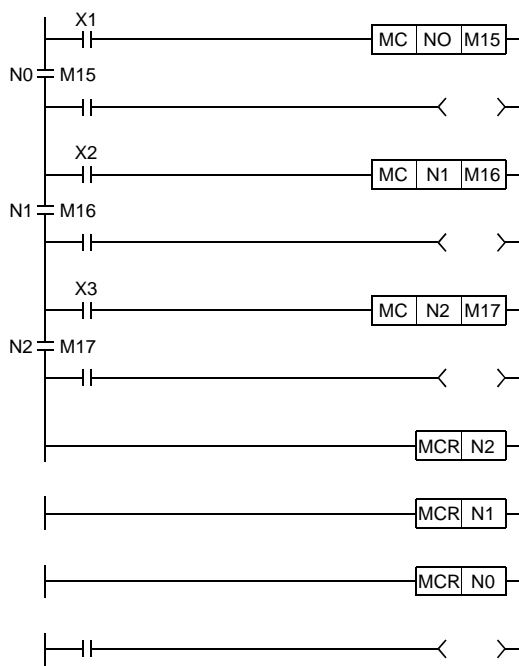 X1
MC NO M15
N0 M15
X2
MC N1 M16
N1 M16
X3
MC N2 M17
N2 M17
MCR N2
MCR N1
MCR N0